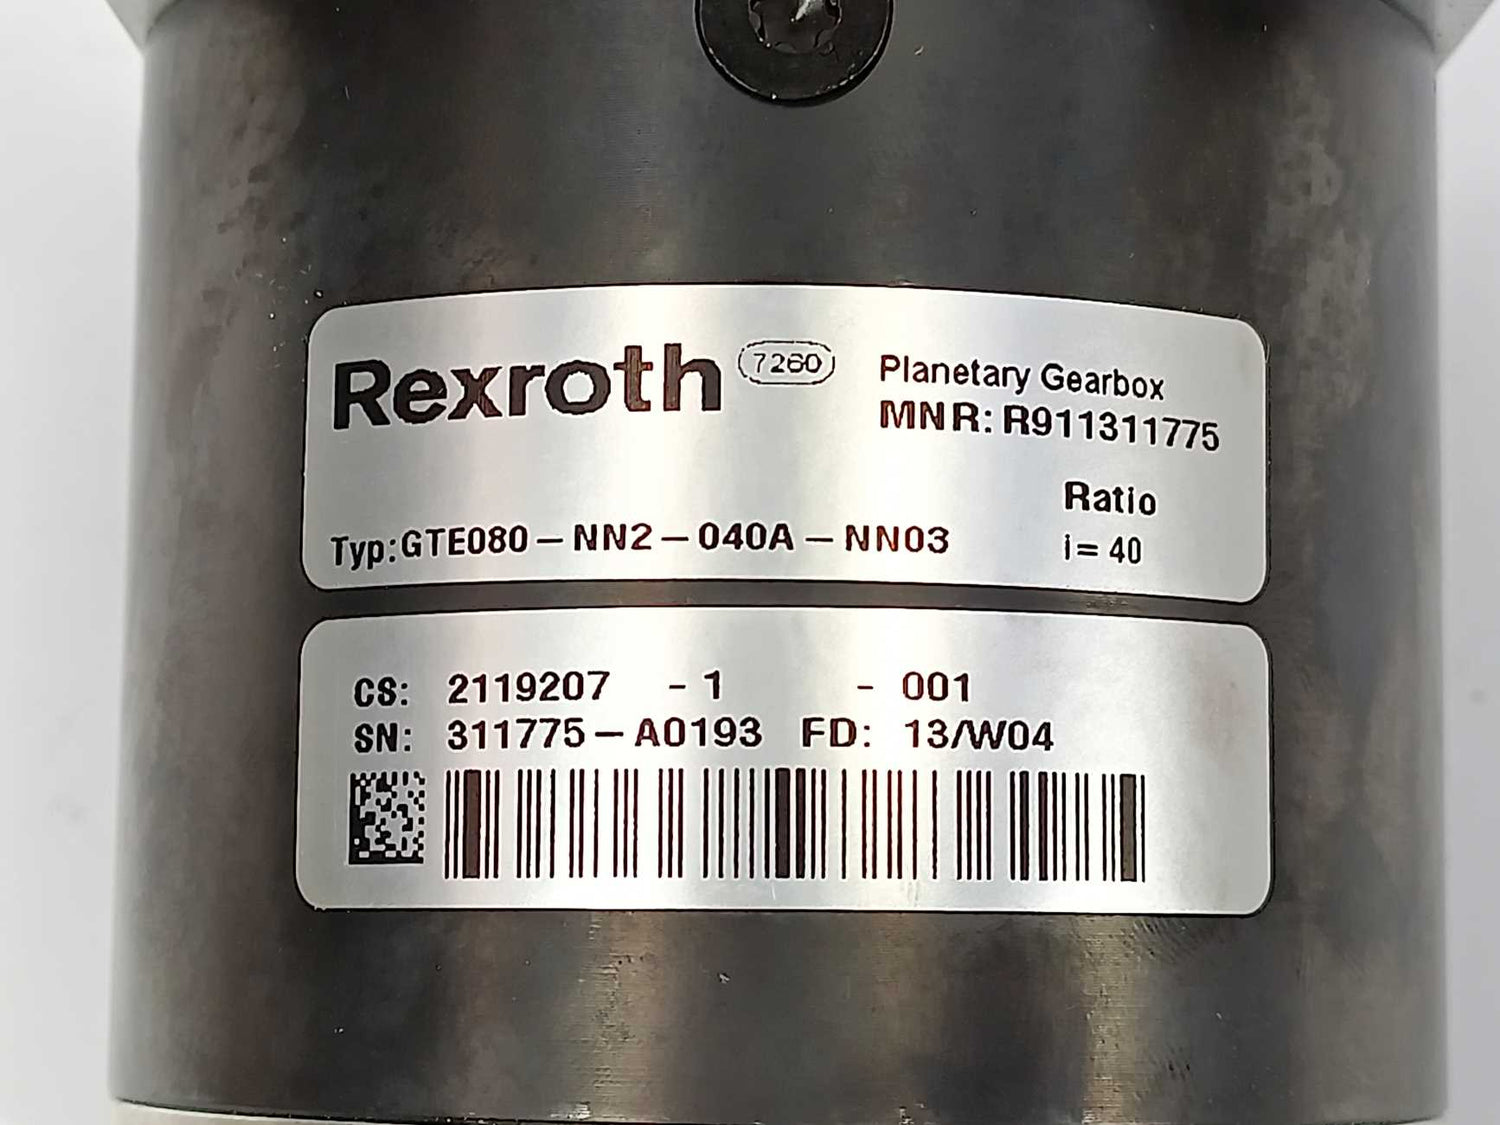 Rexroth 7260
Planetary Gearbox
MNR: R911311775
Ratio
i= 40
Typ: GTE080-NN2-040A-NN03
CS: 2119207 -1 - 001
SN: 311775-A0193 FD: 13/W04